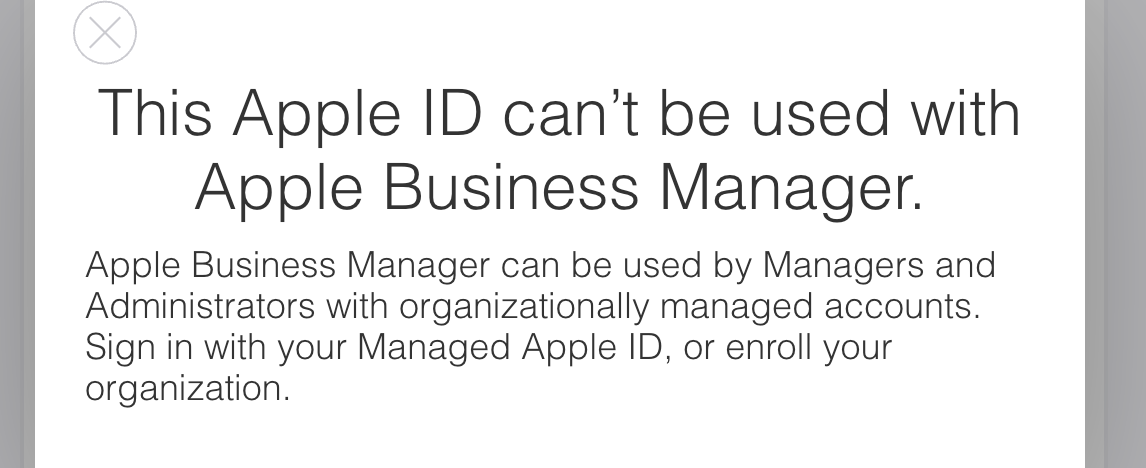 This Apple ID can’t be used with
Apple Business Manager.
Apple Business Manager can be used by Managers and
Administrators with organizationally managed accounts.
Sign in with your Managed Apple ID, or enroll your
organization.